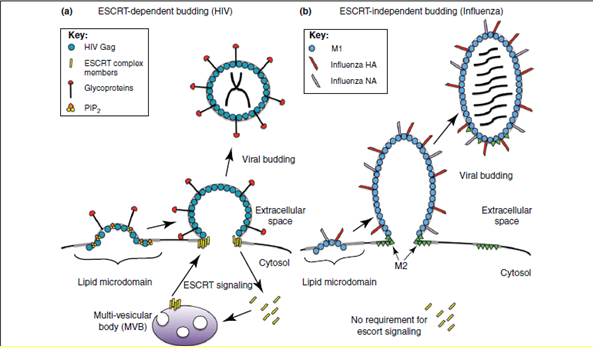 (a) ESCRT-dependent budding (HIV)
Key:
HIV Gag
ESCRT complex
members
Glycoproteins
PIP2
Viral budding
Extracellular
space
Cytosol
Lipid microdomain
ESCRT signaling
Multi-vesicular
body (MVB)
(b) ESCRT-independent budding (Influenza)
Key:
M1
Influenza HA
Influenza NA
Viral budding
Extracellular
space
M2
Cytosol
Lipid microdomain
No requirement for
escort signaling